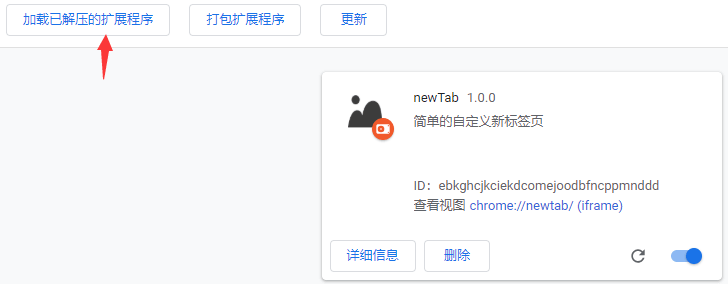 加载已解压的扩展程序 打包扩展程序 更新
newTab 1.0.0
简单的自定义新标签页
ID：ebkghcjkciekdcomejoodbfncppmnddd
查看视图 chrome://newtab/ (iframe)
详细信息 删除